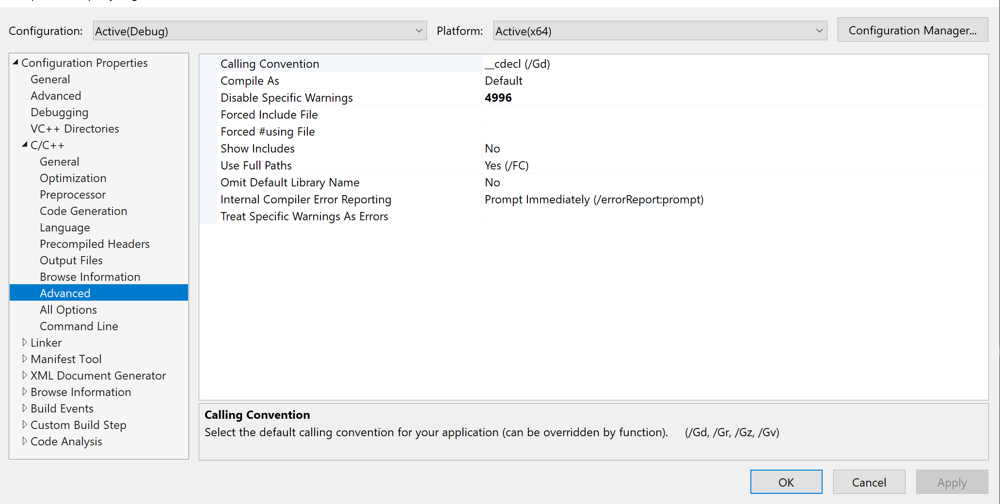 Configuration: Active(Debug) Platform: Active(x64) Configuration Manager...
Configuration Properties
General
Advanced
Debugging
VC++ Directories
C/C++
General
Optimization
Preprocessor
Code Generation
Language
Precompiled Headers
Output Files
Browse Information
Advanced
All Options
Command Line
Linker
Manifest Tool
XML Document Generator
Browse Information
Build Events
Custom Build Step
Code Analysis
Calling Convention __cdecl (/Gd)
Compile As Default
Disable Specific Warnings 4996
Forced Include File
Forced #using File
Show Includes No
Use Full Paths Yes (/FC)
Omit Default Library Name No
Internal Compiler Error Reporting Prompt Immediately (/errorReport:prompt)
Treat Specific Warnings As Errors
Calling Convention
Select the default calling convention for your application (can be overridden by function). (/Gd, /Gr, /Gz, /Gv)
OK Cancel Apply